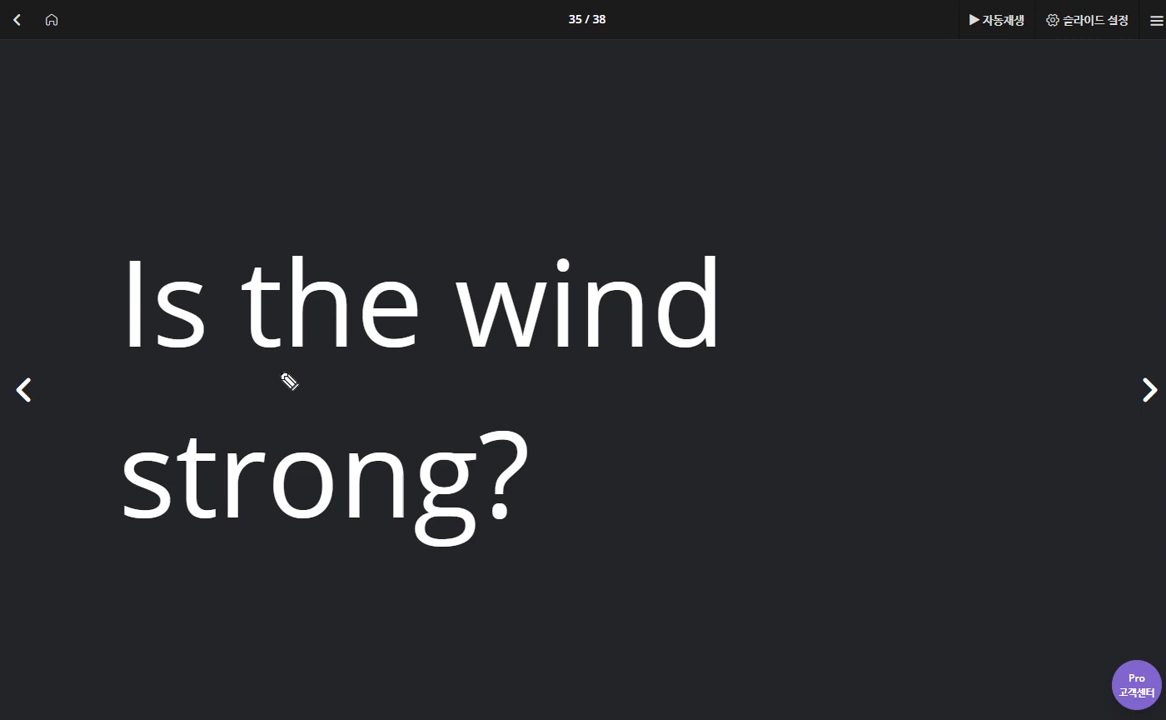 35 / 38
자동재생
슬라이드 설정
Is the wind
strong?
Pro
고객센터